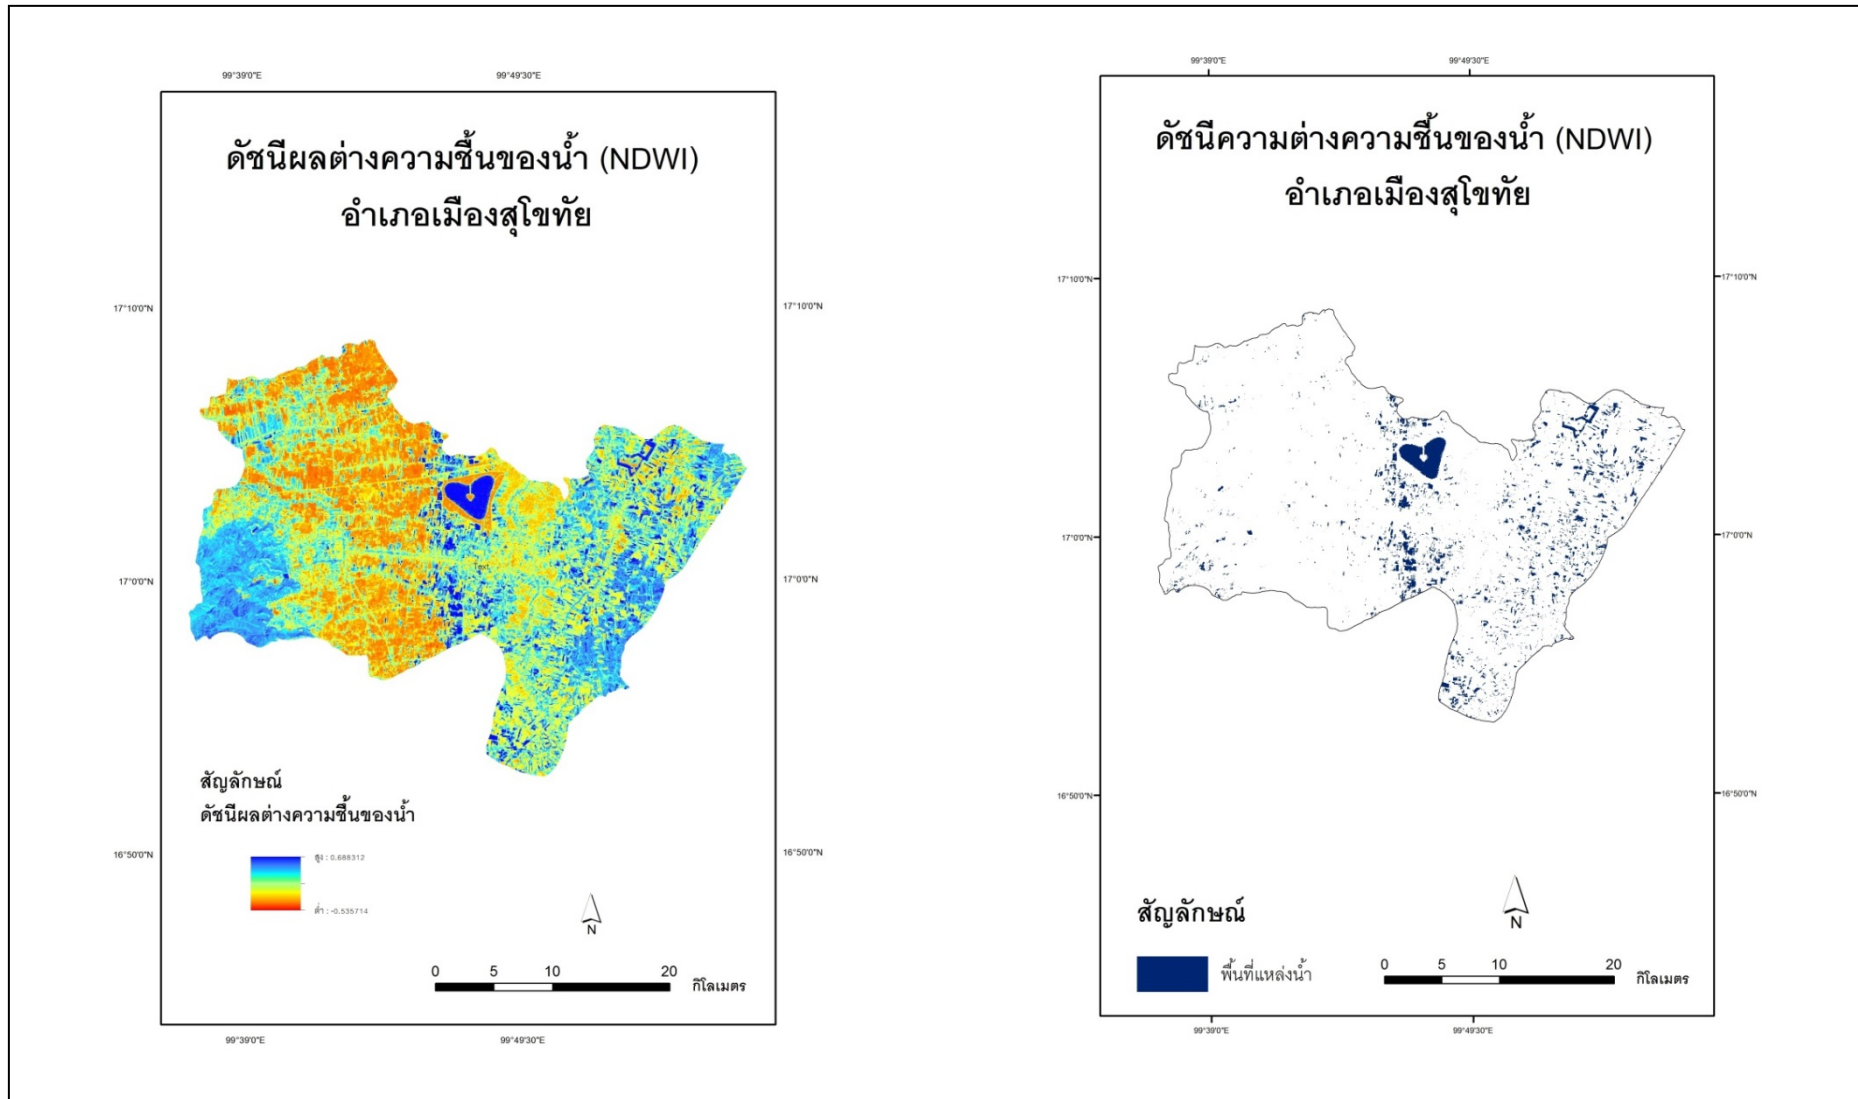 99°39'0"E
99°49'30"E
ดัชนีผลต่างความชื้นของน้ำ (NDWI)
อำเภอเมืองสุโขทัย
17°10'0"N
17°10'0"N
17°0'0"N
17°0'0"N
Text
สัญลักษณ์
ดัชนีผลต่างความชื้นของน้ำ
16°50'0"N
16°50'0"N
สูง : 0.688312
ต่ำ : -0.535714
N
0 5 10 20
กิโลเมตร
99°39'0"E
99°49'30"E
99°39'0"E
99°49'30"E
ดัชนีความต่างความชื้นของน้ำ (NDWI)
อำเภอเมืองสุโขทัย
17°10'0"N
17°10'0"N
17°0'0"N
17°0'0"N
16°50'0"N
16°50'0"N
สัญลักษณ์
N
พื้นที่แหล่งน้ำ
0 5 10 20
กิโลเมตร
99°39'0"E
99°49'30"E